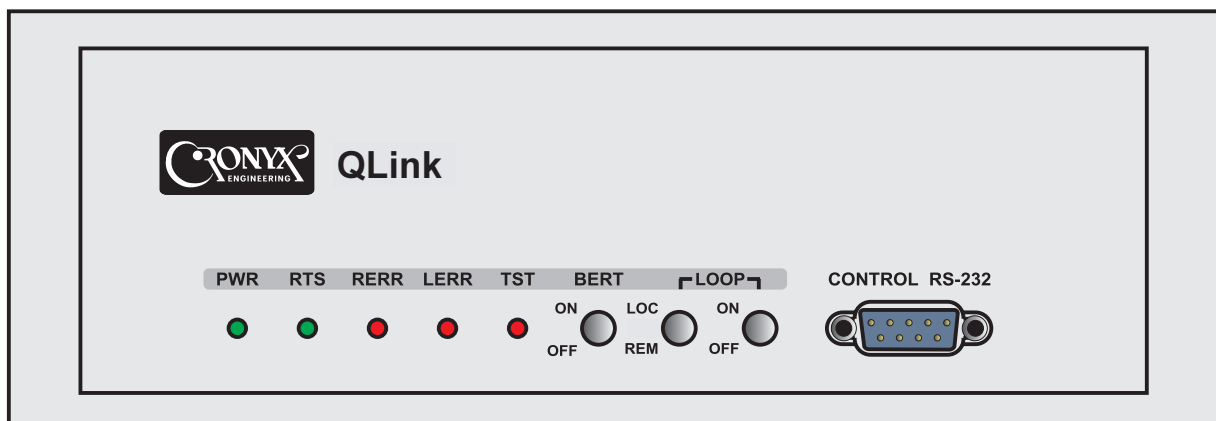 CRONYX
ENGINEERING
QLink
PWR RTS RERR LERR TST BERT LOOP CONTROL RS-232
ON LOC ON
OFF REM OFF